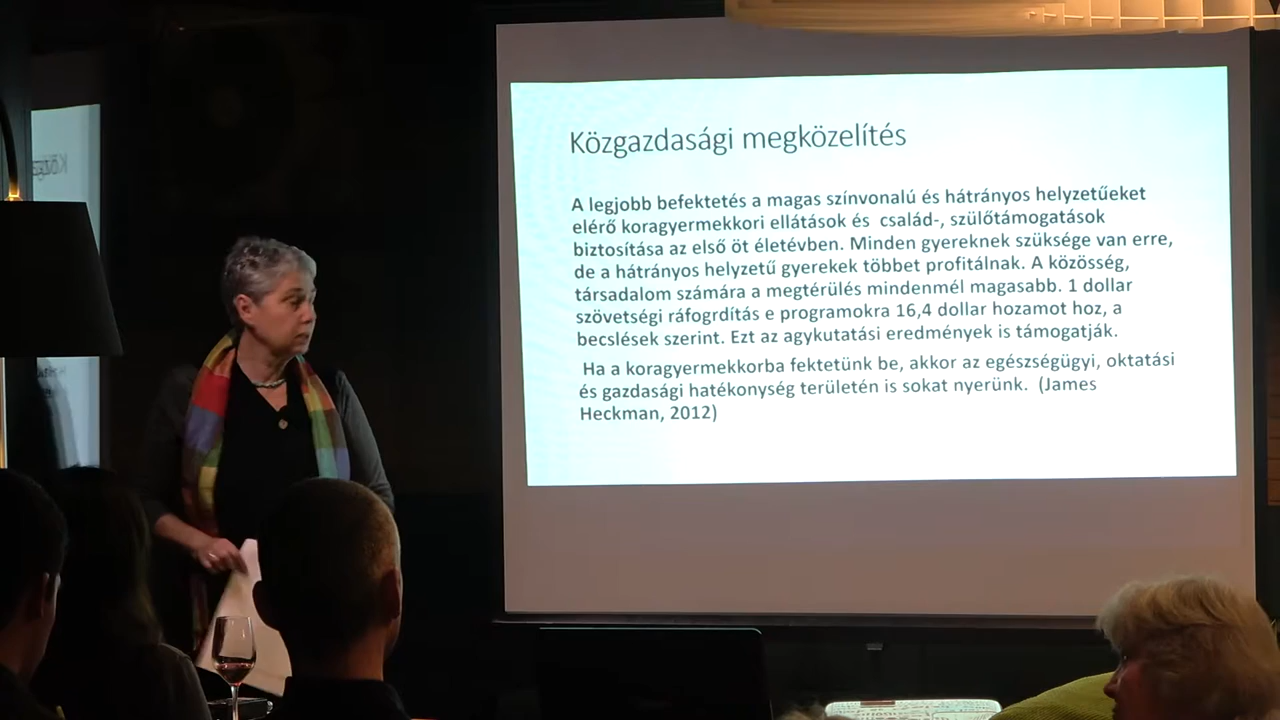 Közgazdasági megközelítés
A legjobb befektetés a magas színvonalú és hátrányos helyzetűeket
elérő koragyermekkori ellátások és család-, szülőtámogatások
biztosítása az első öt életévben. Minden gyereknek szüksége van erre,
de a hátrányos helyzetű gyerekek többet profitálnak. A közösség,
társadalom számára a megtérülés mindenmél magasabb. 1 dollar
szövetségi ráfogrdítás e programokra 16,4 dollar hozamot hoz, a
becslések szerint. Ezt az agykutatási eredmények is támogatják.
Ha a koragyermekkorba fektetünk be, akkor az egészségügyi, oktatási
és gazdasági hatékonység területén is sokat nyerünk. (James
Heckman, 2012)